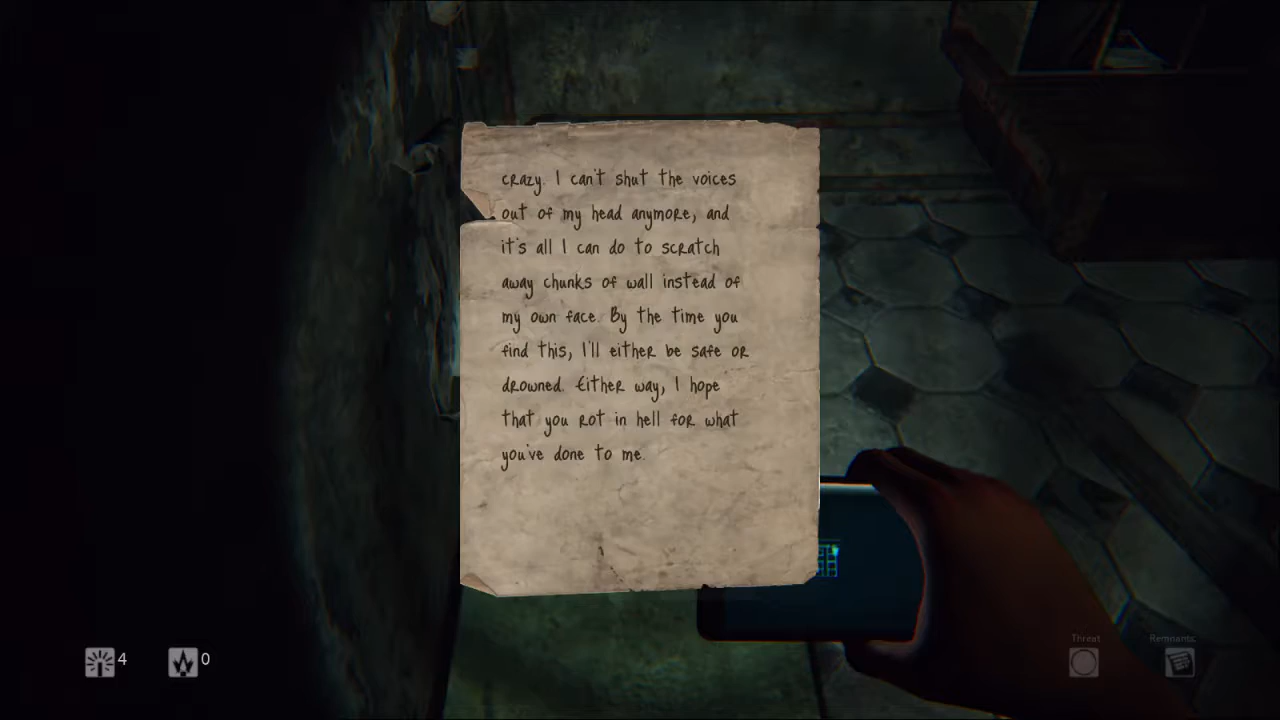 crazy. I can't shut the voices
out of my head anymore, and
it's all I can do to scratch
away chunks of wall instead of
my own face. By the time you
find this, I'll either be safe or
drowned. Either way, I hope
that you rot in hell for what
you've done to me.
4
0
Threat
Remnants